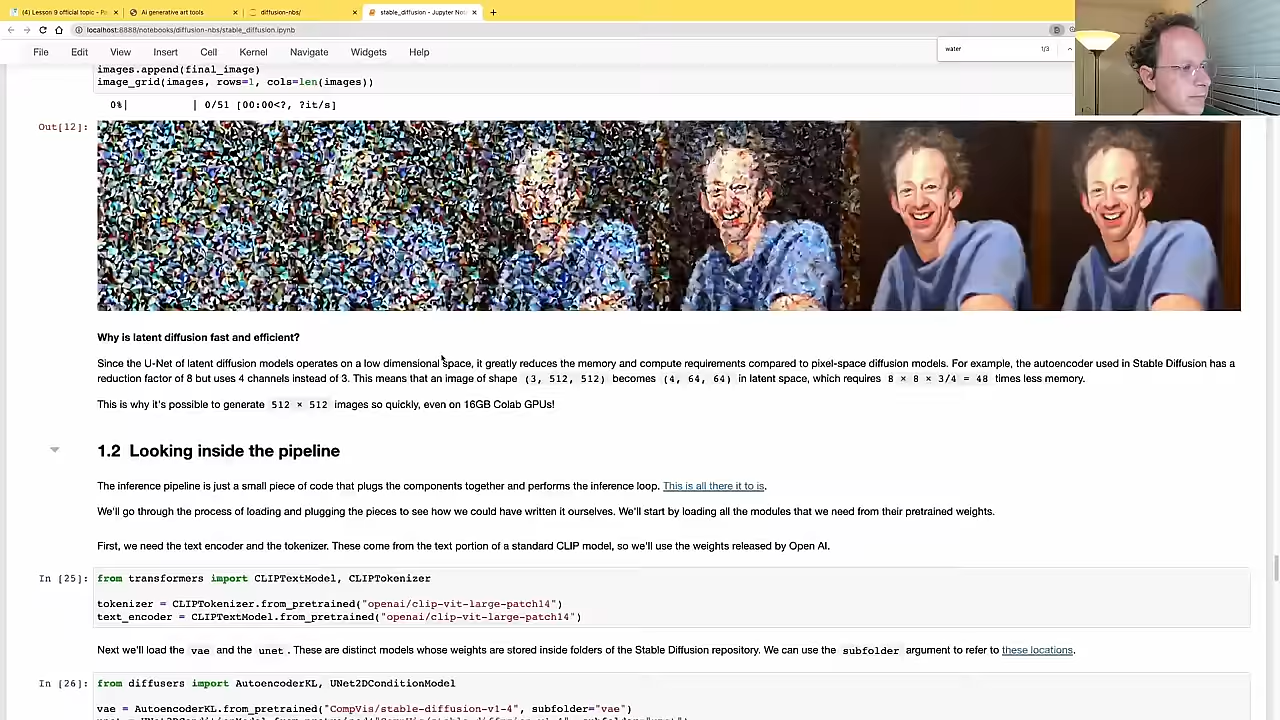 (4) Lesson 9 official topic - Pa
Ai generative art tools
diffusion-nbs/
stable_diffusion - Jupyter Not
localhost:8888/notebooks/diffusion-nbs/stable_diffusion.ipynb
File Edit View Insert Cell Kernel Navigate Widgets Help
water 1/3
images.append(final_image)
image_grid(images, rows=1, cols=len(images))
0%| | 0/51 [00:00<?, ?it/s]
Out[12]:
Why is latent diffusion fast and efficient?
Since the U-Net of latent diffusion models operates on a low dimensional space, it greatly reduces the memory and compute requirements compared to pixel-space diffusion models. For example, the autoencoder used in Stable Diffusion has a
reduction factor of 8 but uses 4 channels instead of 3. This means that an image of shape (3, 512, 512) becomes (4, 64, 64) in latent space, which requires 8 × 8 × 3/4 = 48 times less memory.
This is why it's possible to generate 512 × 512 images so quickly, even on 16GB Colab GPUs!
1.2 Looking inside the pipeline
The inference pipeline is just a small piece of code that plugs the components together and performs the inference loop. This is all there it to is.
We'll go through the process of loading and plugging the pieces to see how we could have written it ourselves. We'll start by loading all the modules that we need from their pretrained weights.
First, we need the text encoder and the tokenizer. These come from the text portion of a standard CLIP model, so we'll use the weights released by Open AI.
In [25]: from transformers import CLIPTextModel, CLIPTokenizer
tokenizer = CLIPTokenizer.from_pretrained("openai/clip-vit-large-patch14")
text_encoder = CLIPTextModel.from_pretrained("openai/clip-vit-large-patch14")
Next we'll load the vae and the unet . These are distinct models whose weights are stored inside folders of the Stable Diffusion repository. We can use the subfolder argument to refer to these locations.
In [26]: from diffusers import AutoencoderKL, UNet2DConditionModel
vae = AutoencoderKL.from_pretrained("CompVis/stable-diffusion-v1-4", subfolder="vae")